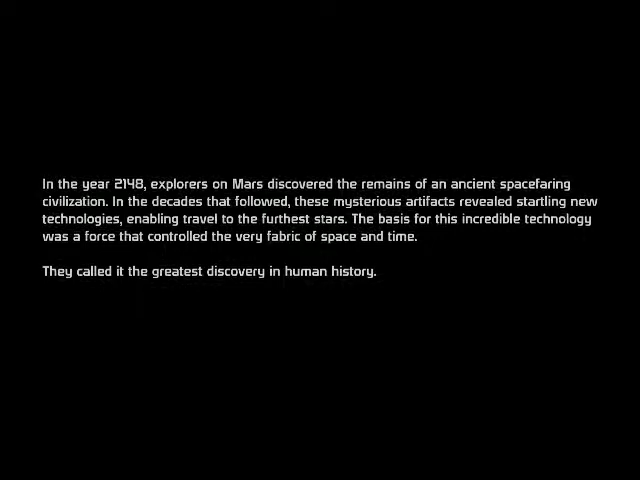 In the year 2148, explorers on Mars discovered the remains of an ancient spacefaring
civilization. In the decades that followed, these mysterious artifacts revealed startling new
technologies, enabling travel to the furthest stars. The basis for this incredible technology
was a force that controlled the very fabric of space and time.
They called it the greatest discovery in human history.